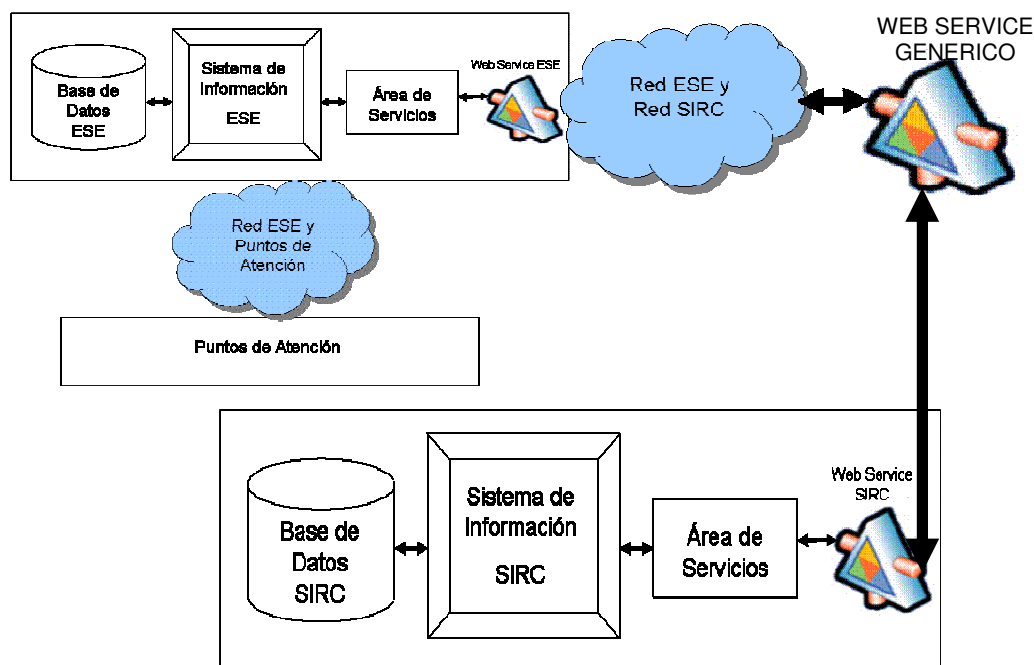 WEB SERVICE
GENERICO
Base de
Datos
ESE
Sistema de
Información
ESE
Área de
Servicios
Web Service ESE
Red ESE y
Red SIRC
Red ESE y
Puntos de
Atención
Puntos de Atención
Base de
Datos
SIRC
Sistema de
Información
SIRC
Área de
Servicios
Web Service
SIRC